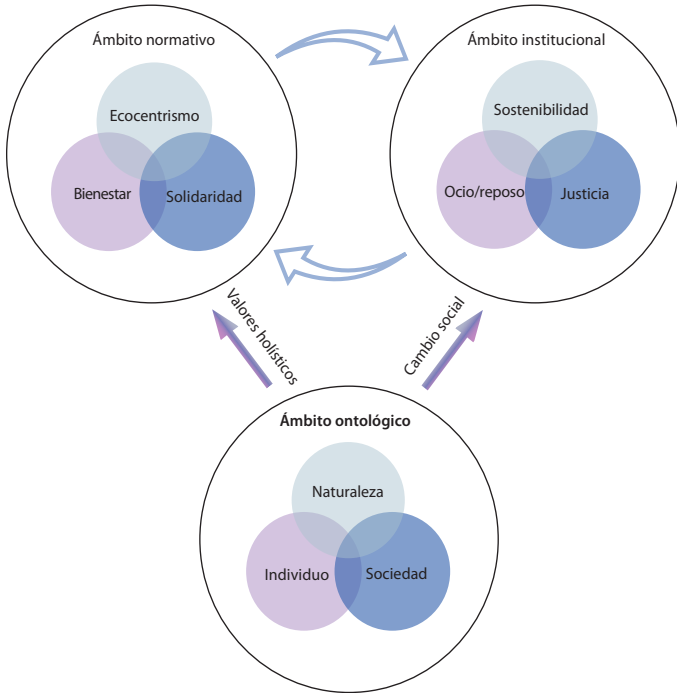 Ámbito normativo
Ecocentrismo
Bienestar
Solidaridad
Ámbito institucional
Sostenibilidad
Ocio/reposo
Justicia
Valores holísticos
Cambio social
Ámbito ontológico
Naturaleza
Individuo
Sociedad